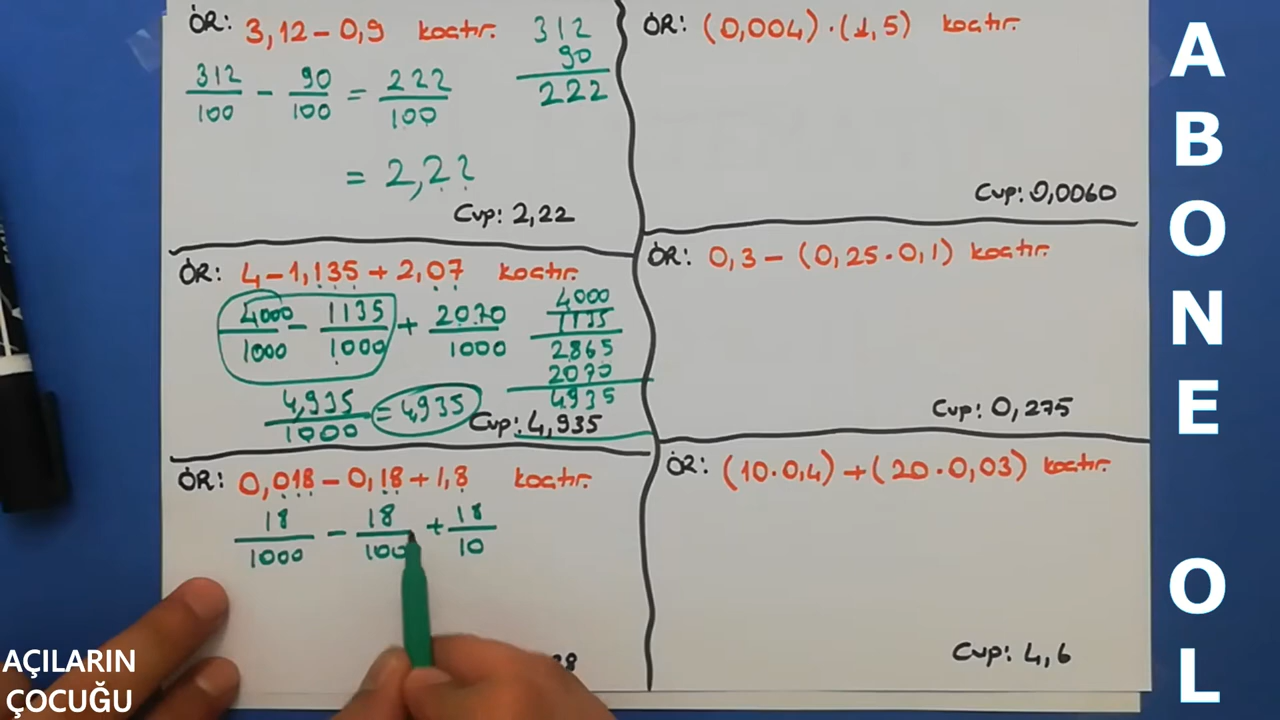 ÖR: 3,12 - 0,9 kaçtır.
312/100 - 90/100 = 222/100
312
90
222
= 2,22
Cvp: 2,22
ÖR: 4 - 1,135 + 2,07 kaçtır.
4000/1000 - 1135/1000 + 2070/1000
4000
1135
2865
2070
4935
4,935/1000 = 4,935
Cvp: 4,935
ÖR: 0,018 - 0,18 + 1,8 kaçtır.
18/1000 - 18/100 + 18/10
ÖR: (0,004) · (1,5) kaçtır.
Cvp: 0,0060
ÖR: 0,3 - (0,25 · 0,1) kaçtır.
Cvp: 0,275
ÖR: (10 · 0,4) + (20 · 0,03) kaçtır.
Cvp: 4,6
ABONE
OL
AÇILARIN
ÇOCUĞU